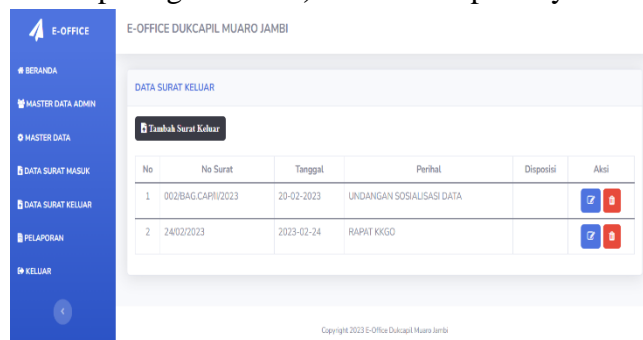 E-OFFICE
E-OFFICE DUKCAPIL MUARO JAMBI
BERANDA
MASTER DATA ADMIN
MASTER DATA
DATA SURAT MASUK
DATA SURAT KELUAR
PELAPORAN
KELUAR
DATA SURAT KELUAR
Tambah Surat Keluar
No No Surat Tanggal Perihal Disposisi Aksi
1 002/BAG.CAP/II/2023 20-02-2023 UNDANGAN SOSIALISASI DATA
2 24/02/2023 2023-02-24 RAPAT KKGO
Copyright 2023 E-Office Dukcapil Muaro Jambi